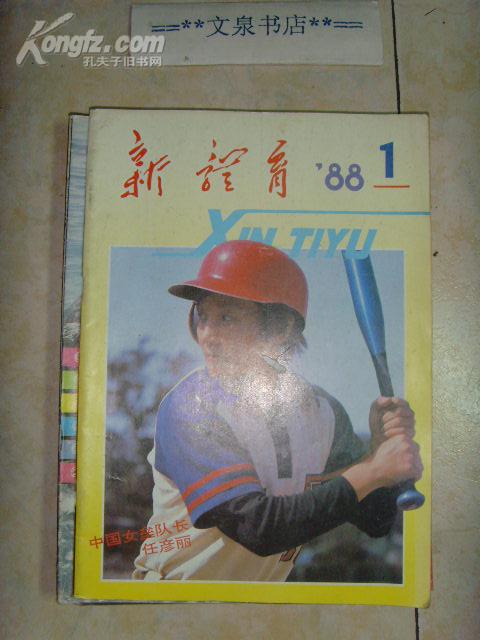 Kongfz.com
孔夫子旧书网
==**文泉书店**==
新體育 '88 1
XIN TIYU
中国女垒队长
任彦丽